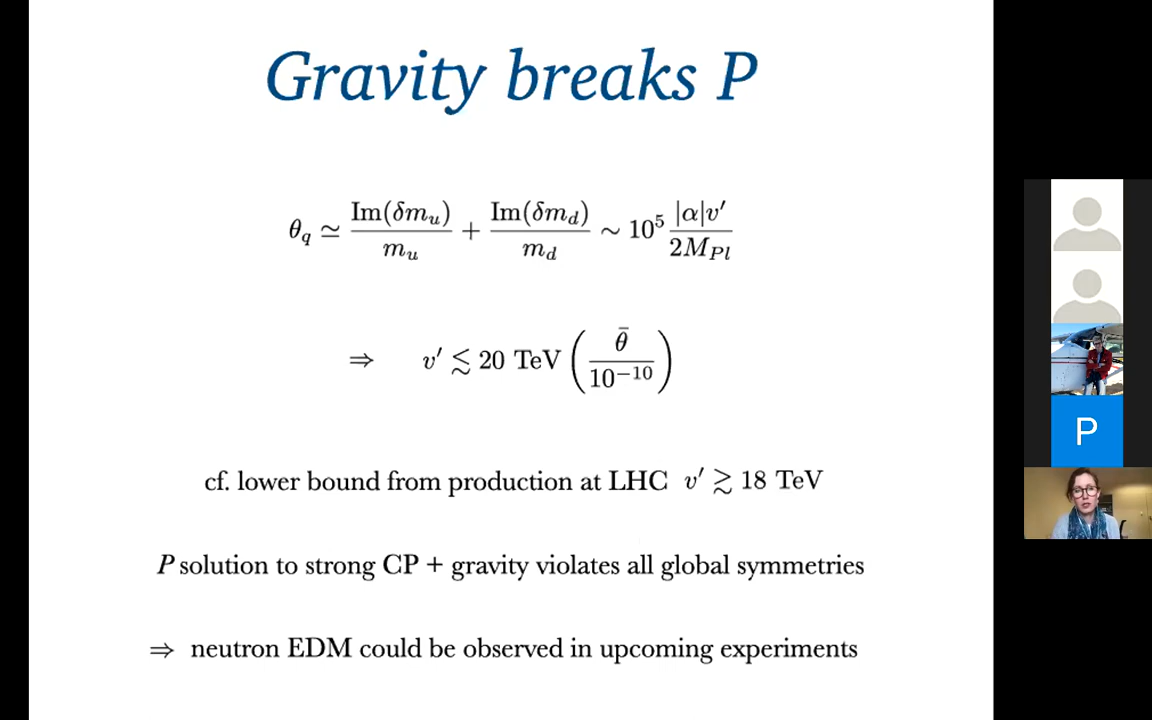 Gravity breaks P
θ_q ≃ Im(δm_u)/m_u + Im(δm_d)/m_d ∼ 10^5 |α|v′/2M_{Pl}
⇒ v′ ≲ 20 TeV (θ̄/10^{−10})
cf. lower bound from production at LHC v′ ≳ 18 TeV
P solution to strong CP + gravity violates all global symmetries
⇒ neutron EDM could be observed in upcoming experiments
P